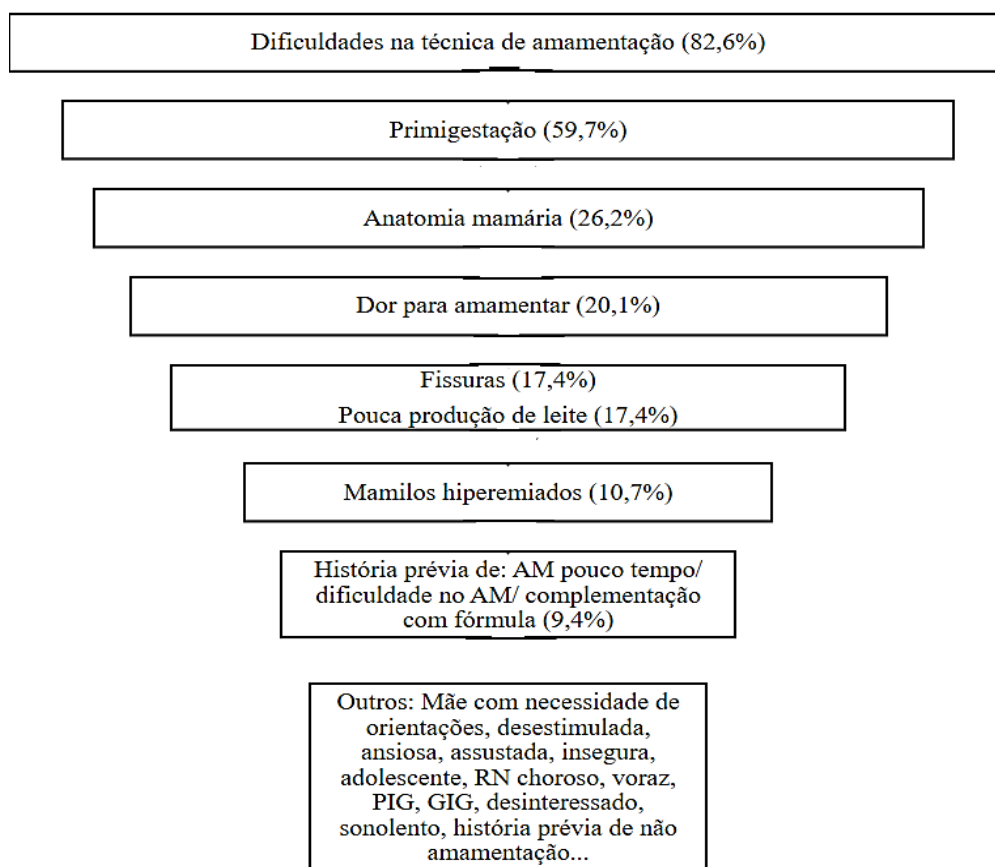 Dificuldades na técnica de amamentação (82,6%)
Primigestação (59,7%)
Anatomia mamária (26,2%)
Dor para amamentar (20,1%)
Fissuras (17,4%)
Pouca produção de leite (17,4%)
Mamilos hiperemiados (10,7%)
História prévia de: AM pouco tempo/
dificuldade no AM/ complementação
com fórmula (9,4%)
Outros: Mãe com necessidade de
orientações, desestimulada,
ansiosa, assustada, insegura,
adolescente, RN choroso, voraz,
PIG, GIG, desinteressado,
sonolento, história prévia de não
amamentação...